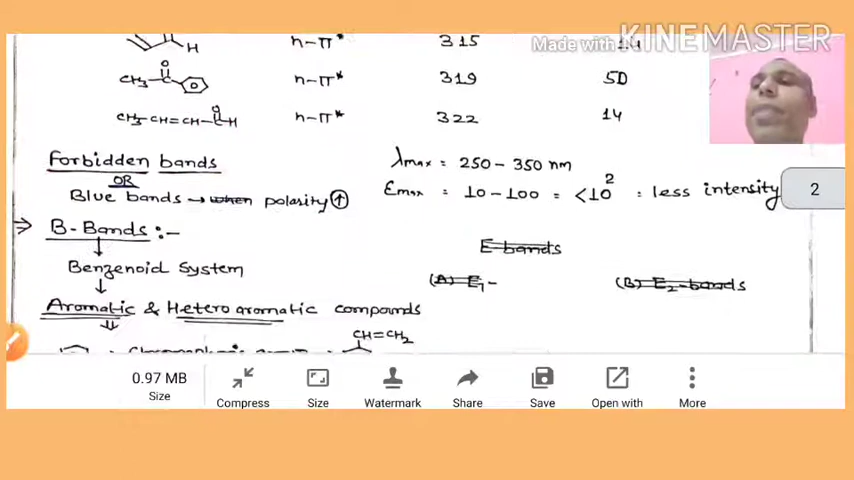 Made with KINEMASTER
H
n-π* 315
O
CH₃-C n-π* 319 50
O
CH₃-CH=CH-C-H n-π* 322 14
Forbidden bands λmax = 250-350 nm
OR
Blue bands → when polarity ↑ Emax = 10-100 = <10² = less intensity 2
⇒ B-Bands :-
E-bands
Benzenoid System
(A) E₁ - (B) E₂-bands
Aromatic & Heteroaromatic compounds
CH=CH₂
0.97 MB
Size
Compress Size Watermark Share Save Open with More